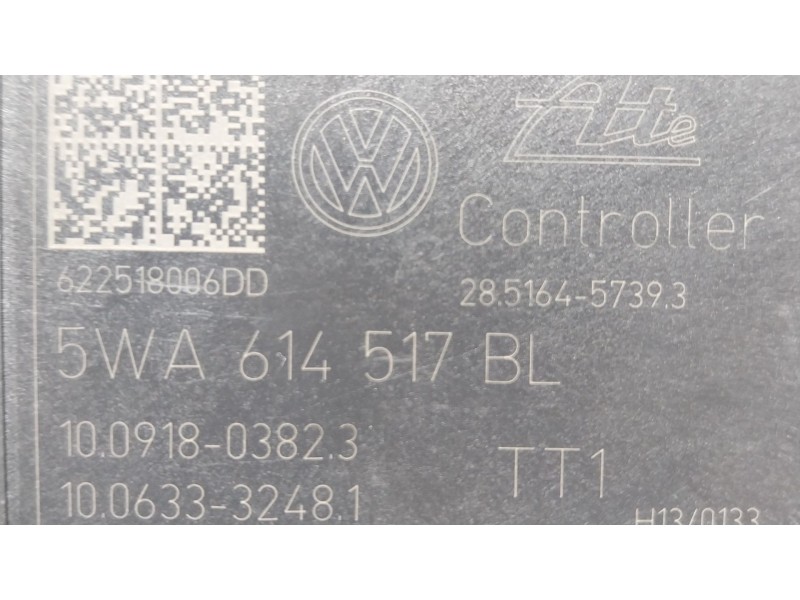 Ate
Controller
622518006DD
28.5164-5739.3
5WA 614 517 BL
10.0918-0382.3
TT1
10.0633-3248.1
H13/0133